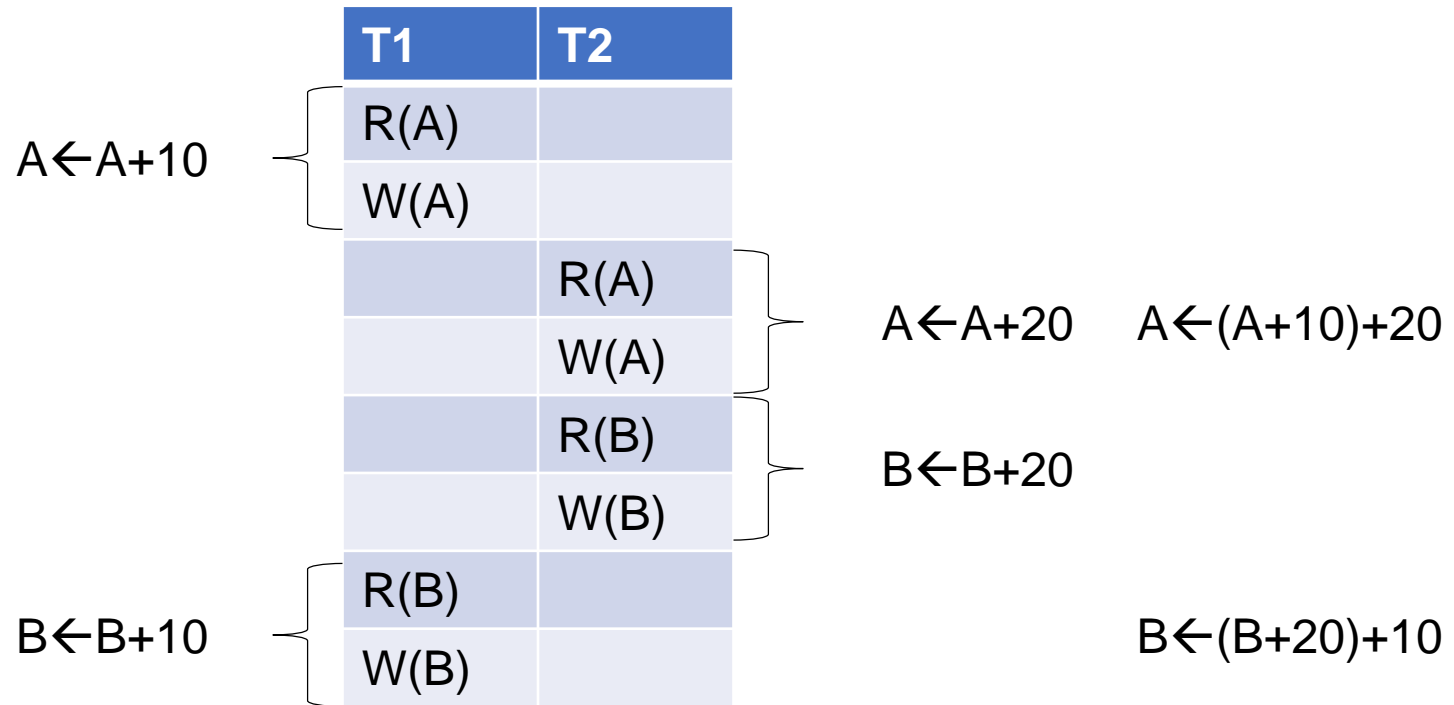 T1 T2
R(A)
A←A+10
W(A)
R(A)
A←A+20 A←(A+10)+20
W(A)
R(B)
B←B+20
W(B)
R(B)
B←B+10 B←(B+20)+10
W(B)